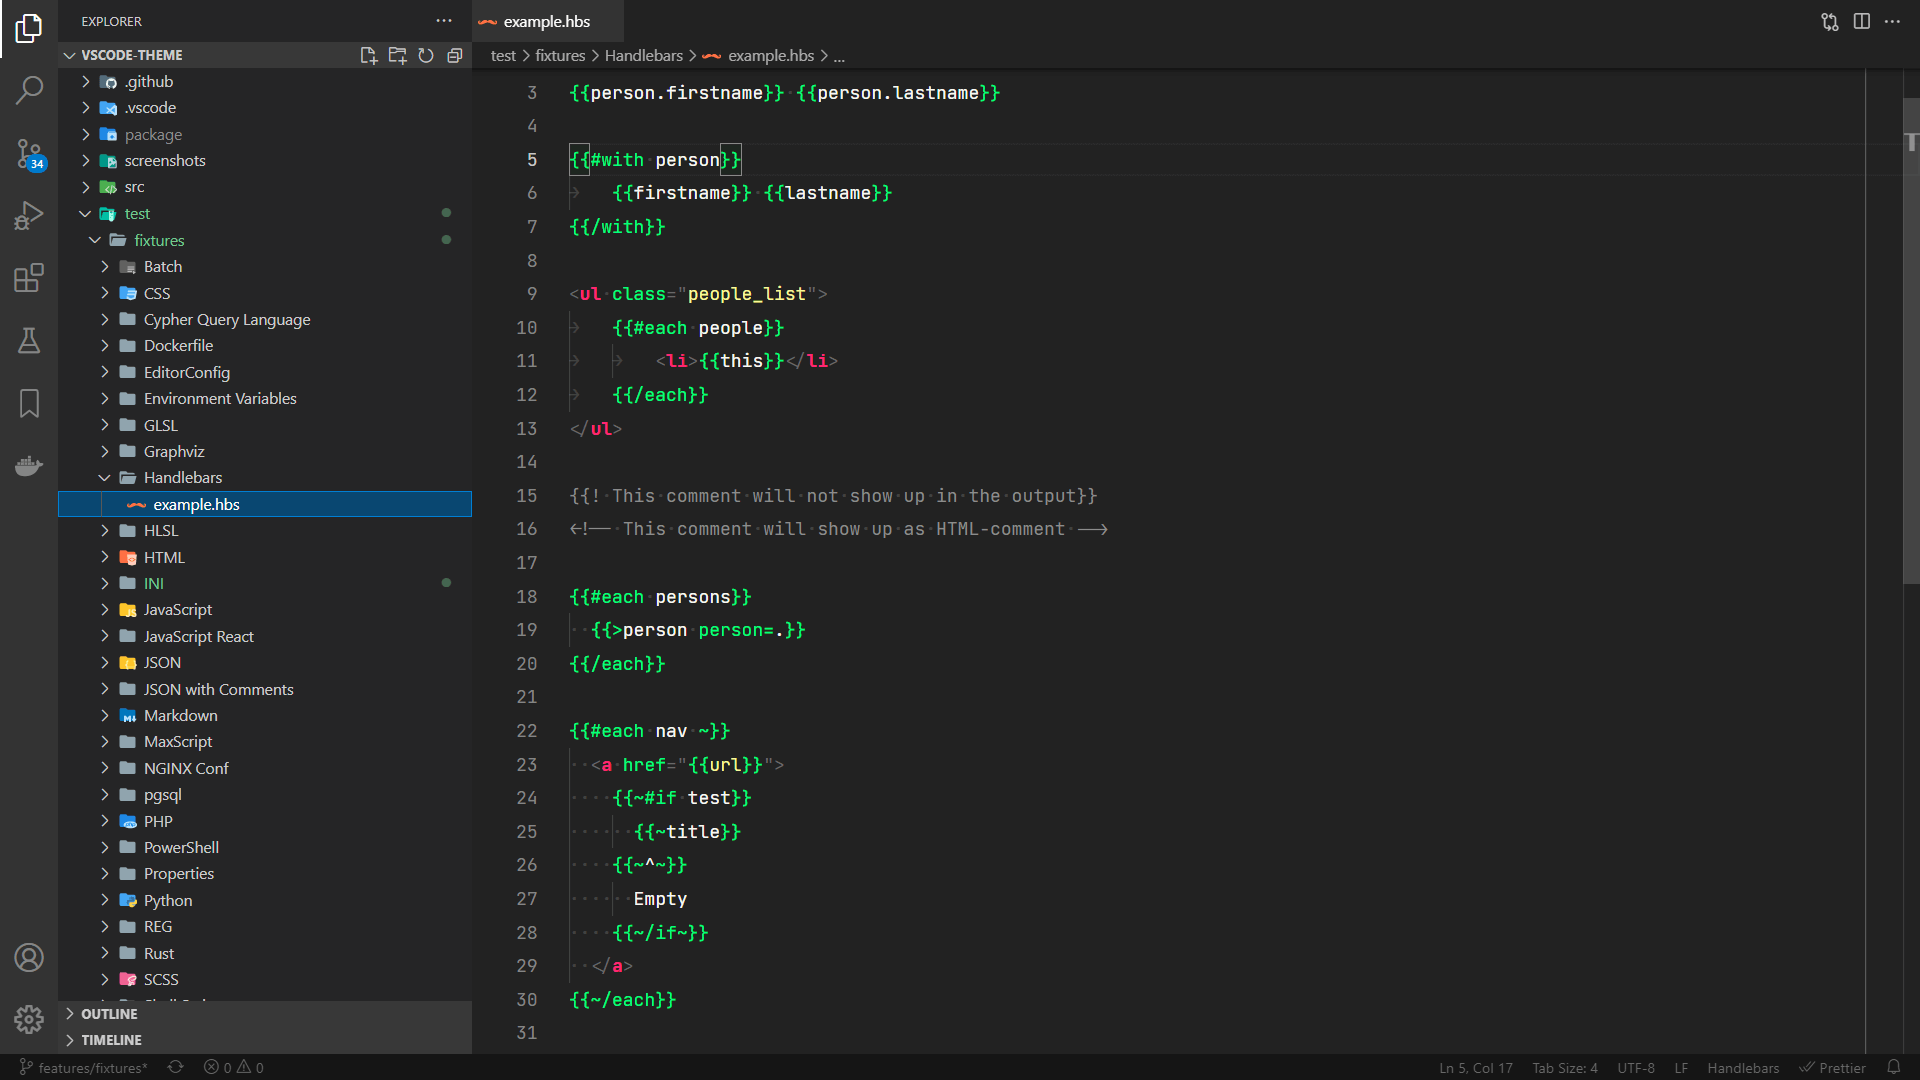 EXPLORER
VSCODE-THEME
.github
.vscode
package
screenshots
src
test
fixtures
Batch
CSS
Cypher Query Language
Dockerfile
EditorConfig
Environment Variables
GLSL
Graphviz
Handlebars
example.hbs
HLSL
HTML
INI
JavaScript
JavaScript React
JSON
JSON with Comments
Markdown
MaxScript
NGINX Conf
pgsql
PHP
PowerShell
Properties
Python
REG
Rust
SCSS
OUTLINE
TIMELINE
34
example.hbs
test > fixtures > Handlebars > example.hbs > ...
3 {{person.firstname}} {{person.lastname}}
4
5 {{#with person}}
6 {{firstname}} {{lastname}}
7 {{/with}}
8
9 <ul class="people_list">
10 {{#each people}}
11 <li>{{this}}</li>
12 {{/each}}
13 </ul>
14
15 {{! This comment will not show up in the output}}
16 <!-- This comment will show up as HTML-comment -->
17
18 {{#each persons}}
19 {{>person person=.}}
20 {{/each}}
21
22 {{#each nav ~}}
23 <a href="{{url}}">
24 {{~#if test}}
25 {{~title}}
26 {{~^~}}
27 Empty
28 {{~/if~}}
29 </a>
30 {{~/each}}
31
features/fixtures* 0 0 Ln 5, Col 17 Tab Size: 4 UTF-8 LF Handlebars Prettier